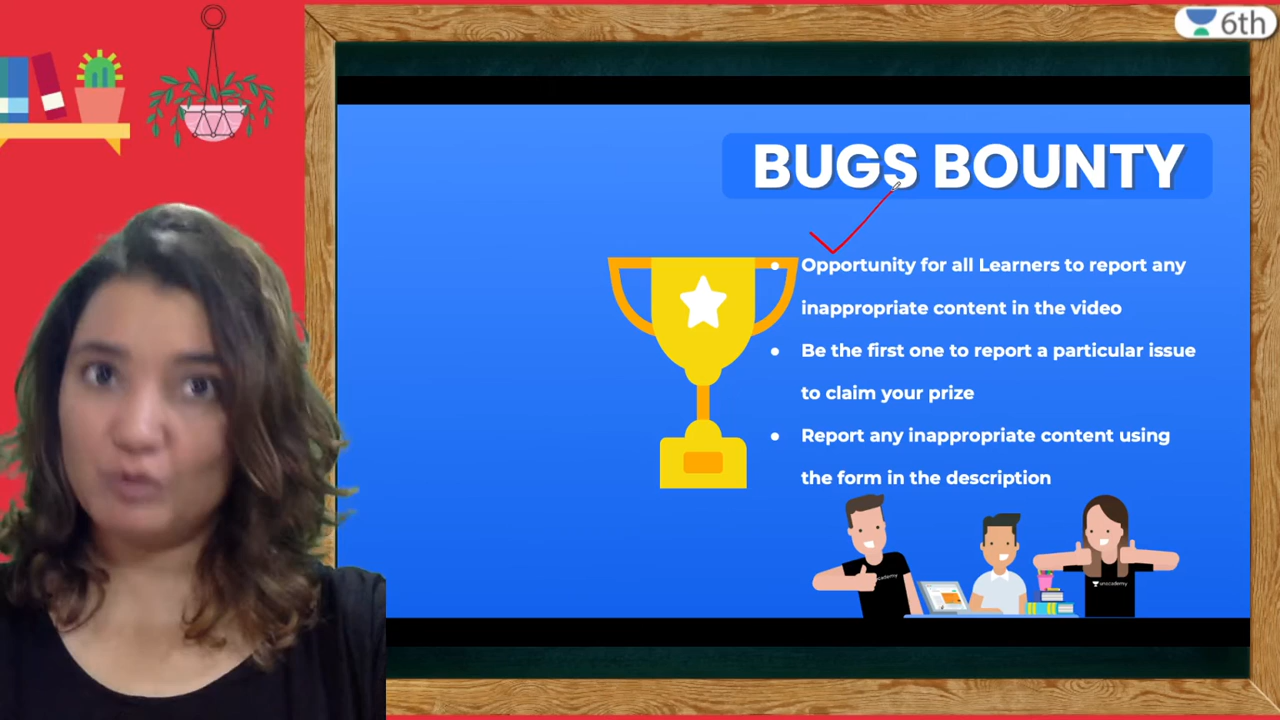 6th
BUGS BOUNTY
Opportunity for all Learners to report any
inappropriate content in the video
Be the first one to report a particular issue
to claim your prize
Report any inappropriate content using
the form in the description
unacademy